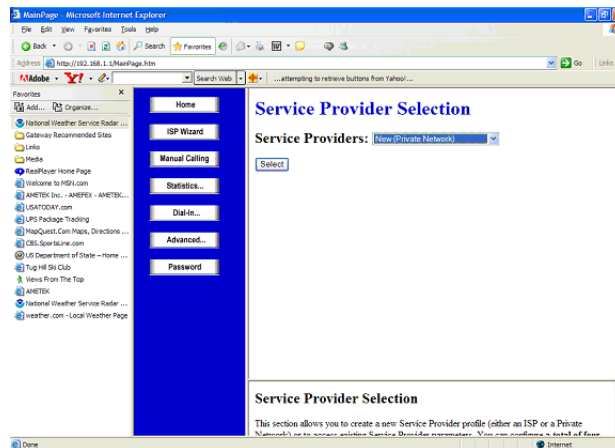 MainPage - Microsoft Internet Explorer
File Edit View Favorites Tools Help
Back Search Favorites
Address http://192.168.1.1/MainPage.htm Go Links
Adobe Y! Search Web ...attempting to retrieve buttons from Yahoo!...
Favorites X
Add... Organize...
National Weather Service Radar ...
Gateway Recommended Sites
Links
Media
RealPlayer Home Page
Welcome to MSN.com
AMETEK Inc. - AMEFEX - AMETEK...
USATODAY.com
UPS Package Tracking
MapQuest.Com Maps, Directions ...
CBS.SportsLine.com
US Department of State – Home ...
Tug Hill Ski Club
Views From The Top
AMETEK
National Weather Service Radar ...
weather.com - Local Weather Page
Home
ISP Wizard
Manual Calling
Statistics...
Dial-In...
Advanced...
Password
Service Provider Selection
Service Providers: New (Private Network)
Select
Service Provider Selection
This section allows you to create a new Service Provider profile (either an ISP or a Private
Network) or to access existing Service Provider parameters. You can configure a total of four
Done Internet